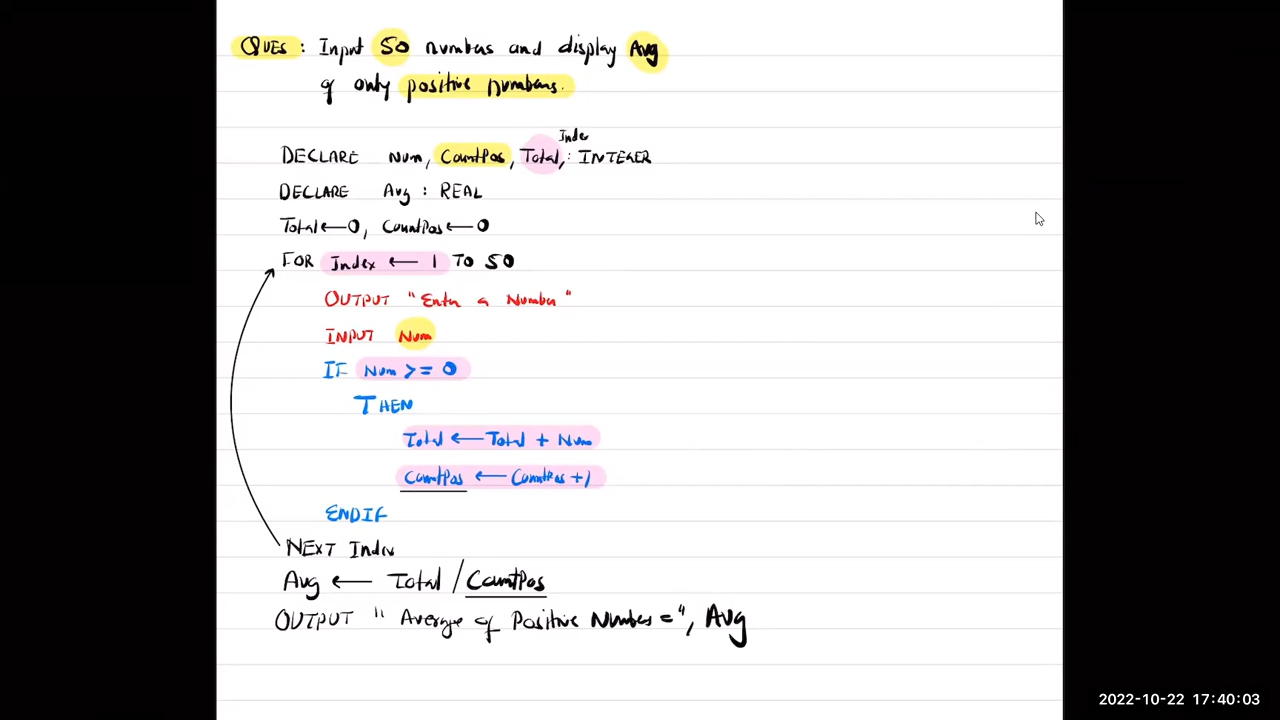 QUES : Input 50 numbers and display Avg
of only positive numbers.
Index
DECLARE Num, CountPos, Total, : INTEGER
DECLARE Avg : REAL
Total ← 0, CountPos ← 0
FOR Index ← 1 TO 50
OUTPUT "Enter a Number"
INPUT Num
IF Num >= 0
THEN
Total ← Total + Num
CountPos ← CountPos + 1
ENDIF
NEXT Index
Avg ← Total / CountPos
OUTPUT "Average of Positive Number = ", Avg
2022-10-22 17:40:03